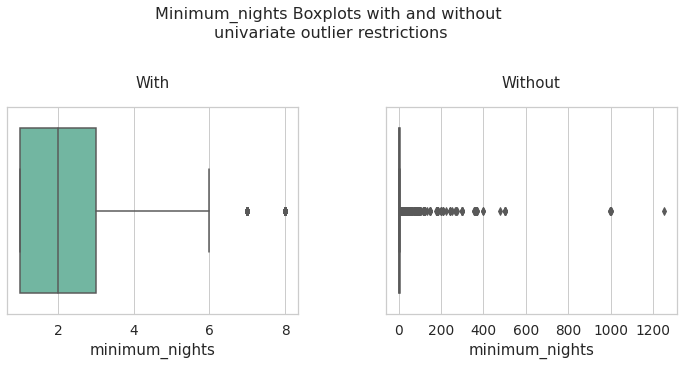 Minimum_nights Boxplots with and without
univariate outlier restrictions
With
Without
2 4 6 8
0 200 400 600 800 1000 1200
minimum_nights
minimum_nights